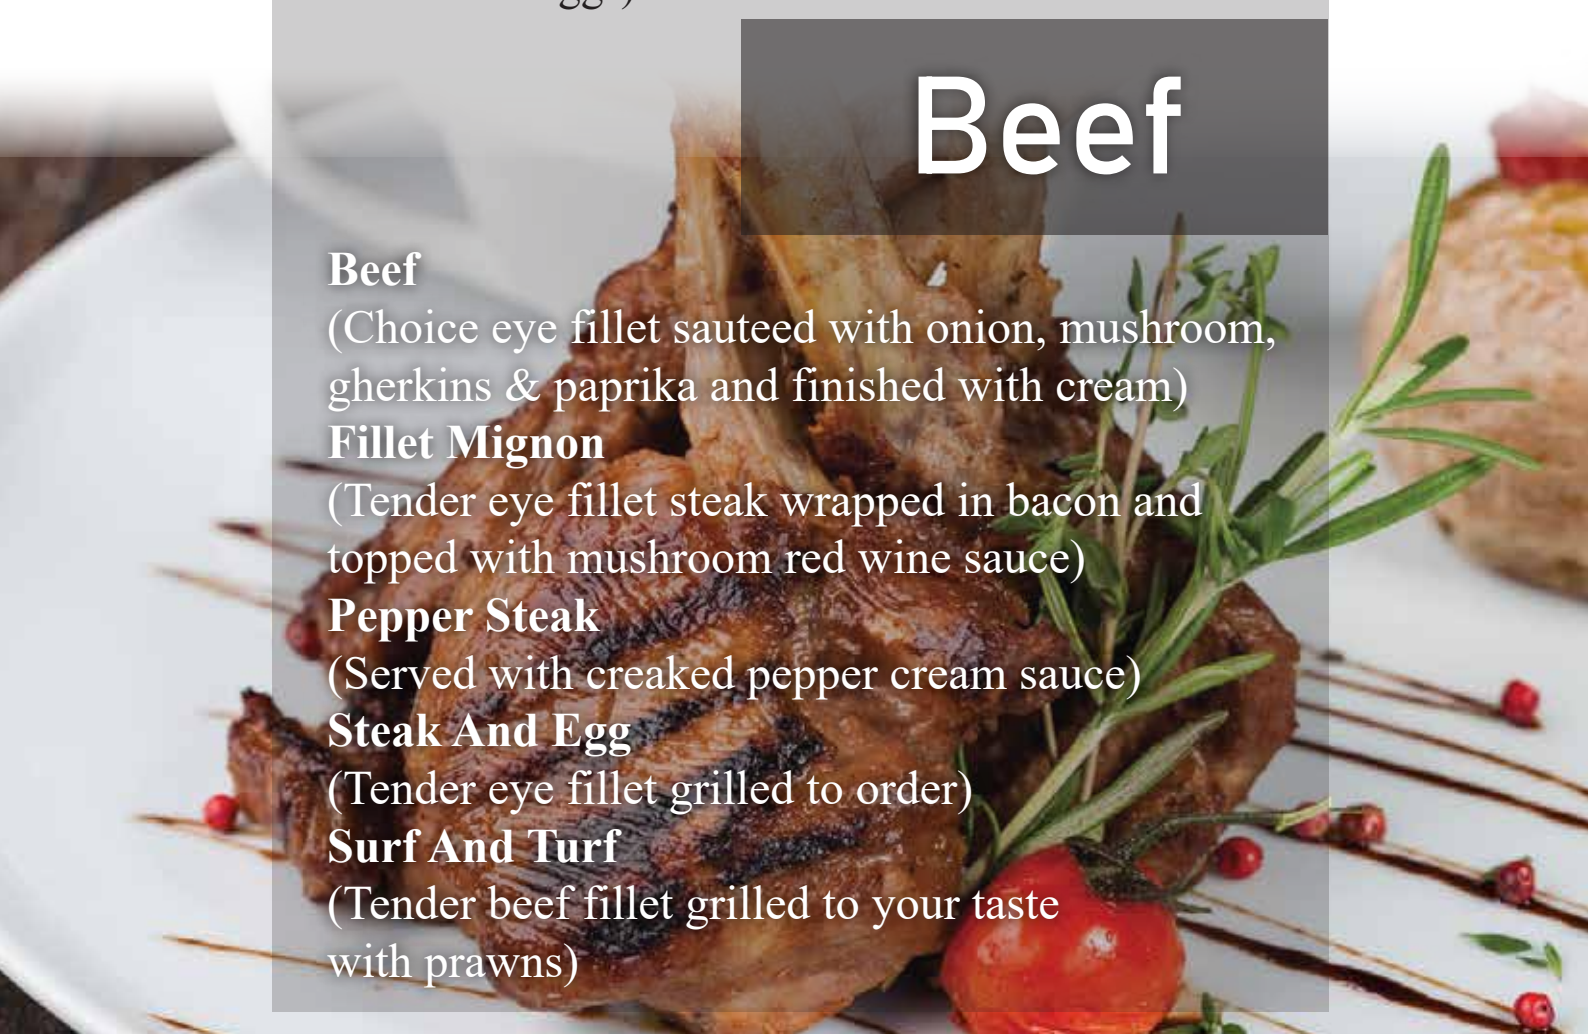 Beef
Beef
(Choice eye fillet sauteed with onion, mushroom,
gherkins & paprika and finished with cream)
Fillet Mignon
(Tender eye fillet steak wrapped in bacon and
topped with mushroom red wine sauce)
Pepper Steak
(Served with creaked pepper cream sauce)
Steak And Egg
(Tender eye fillet grilled to order)
Surf And Turf
(Tender beef fillet grilled to your taste
with prawns)